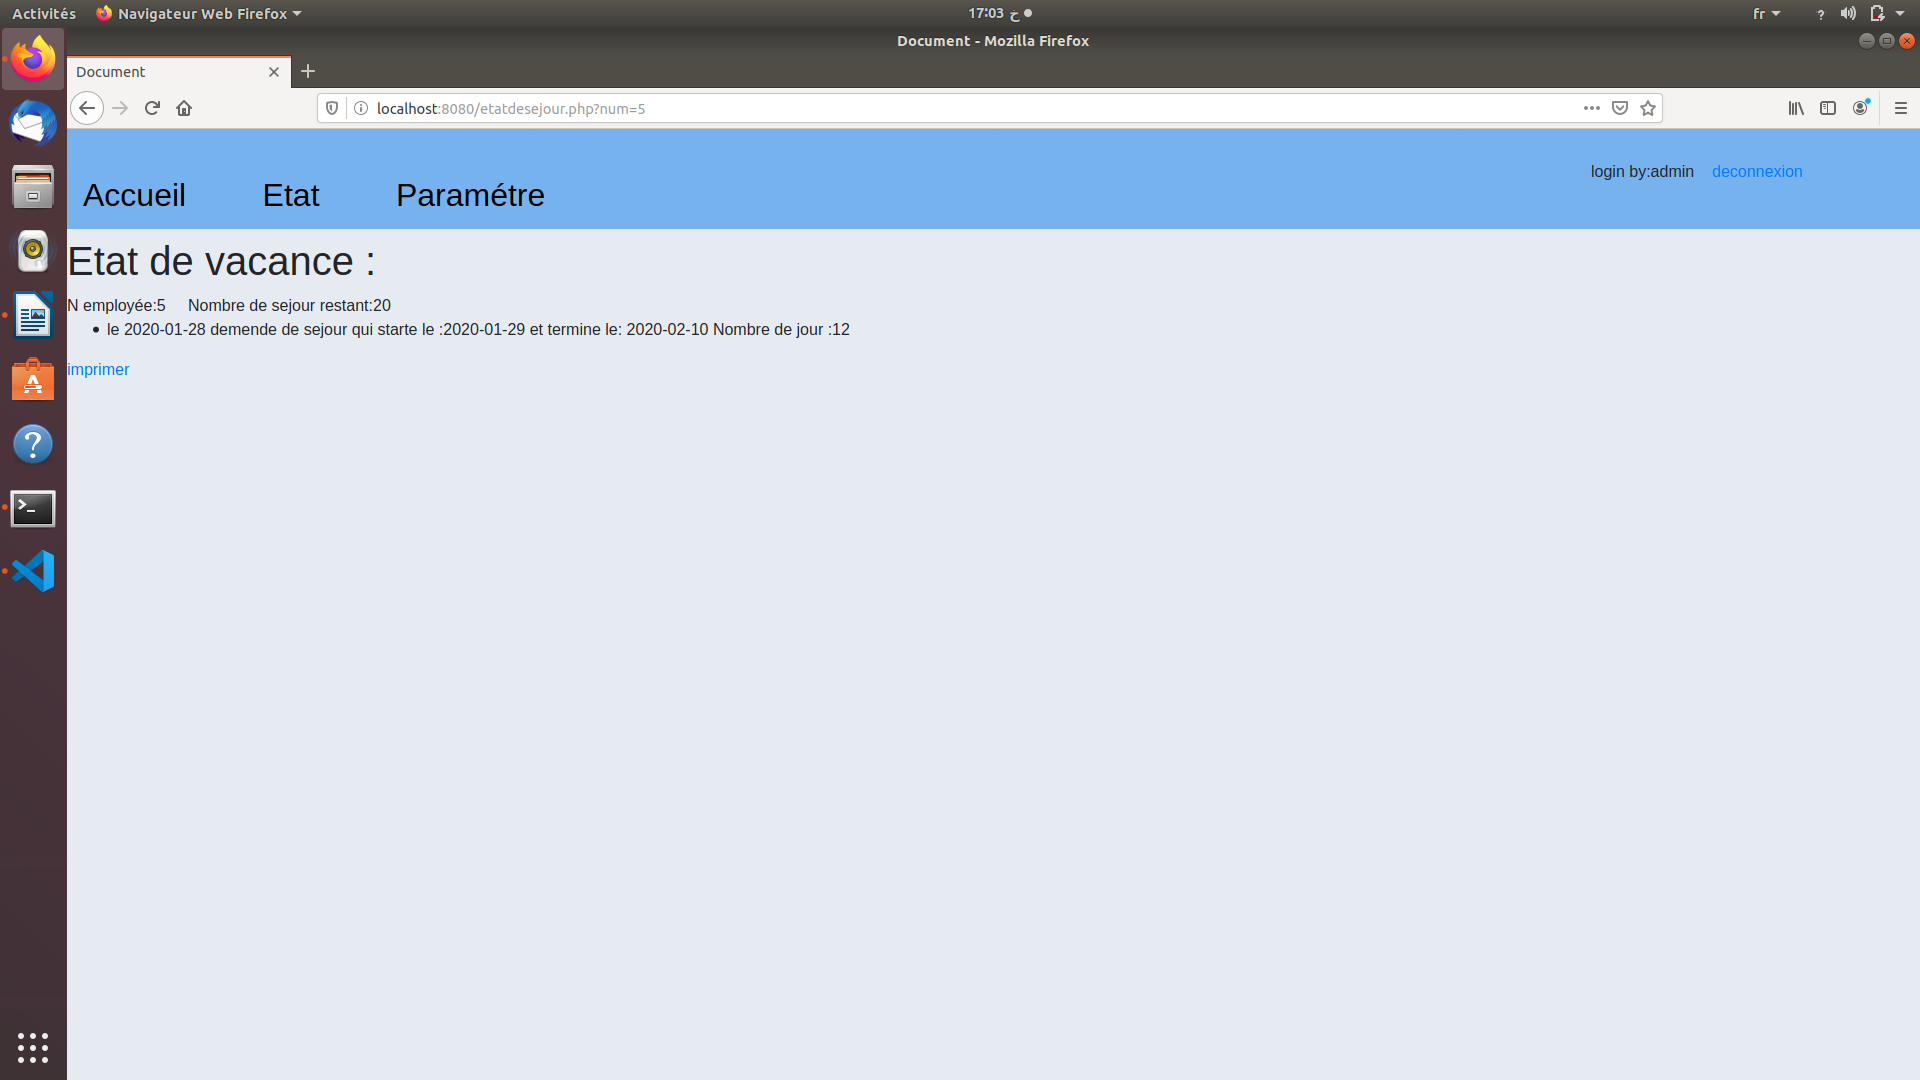 Activités Navigateur Web Firefox 17:03 خ fr
Document - Mozilla Firefox
Document
localhost:8080/etatdesejour.php?num=5
login by:admin deconnexion
Accueil Etat Paramétre
Etat de vacance :
N employée:5 Nombre de sejour restant:20
le 2020-01-28 demende de sejour qui starte le :2020-01-29 et termine le: 2020-02-10 Nombre de jour :12
imprimer